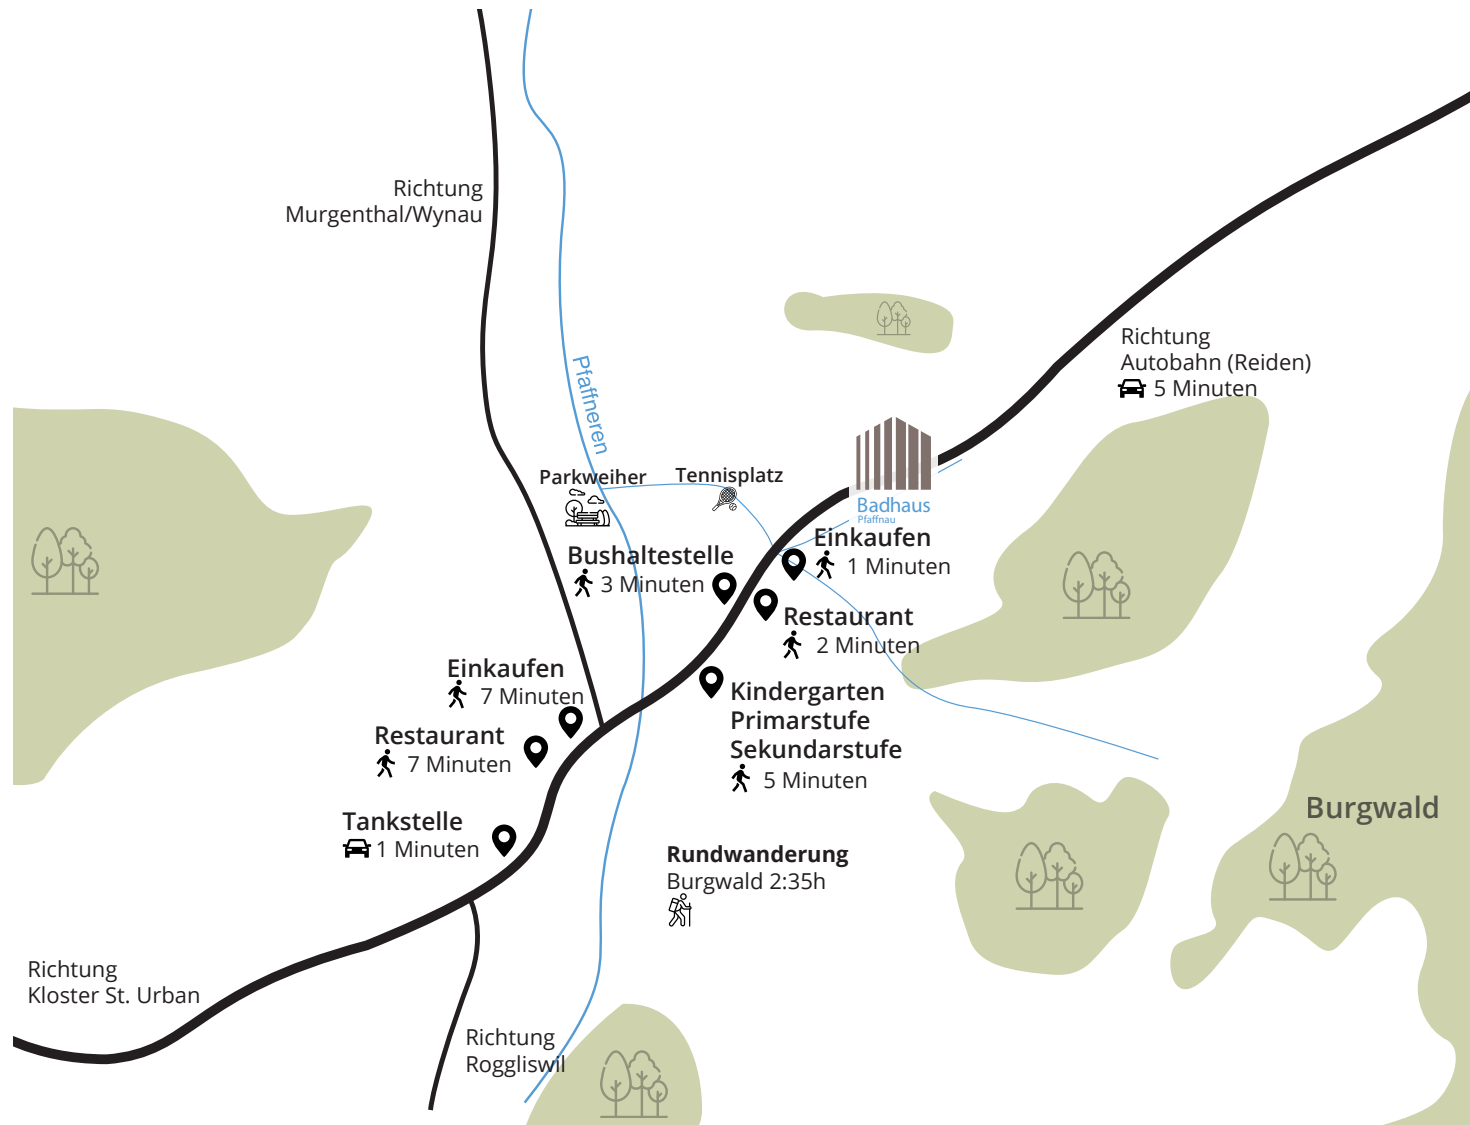 Richtung
Murgenthal/Wynau
Richtung
Autobahn (Reiden)
5 Minuten
Pfaffneren
Parkweiher
Tennisplatz
Badhaus
Pfaffnau
Einkaufen
1 Minuten
Bushaltestelle
3 Minuten
Restaurant
2 Minuten
Einkaufen
7 Minuten
Kindergarten
Primarstufe
Sekundarstufe
5 Minuten
Restaurant
7 Minuten
Tankstelle
1 Minuten
Burgwald
Rundwanderung
Burgwald 2:35h
Richtung
Kloster St. Urban
Richtung
Roggliswil